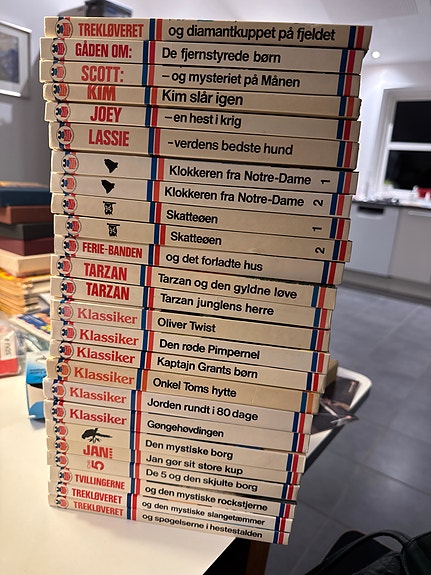 TREKLØVERET og diamantkuppet på fjeldet
GÅDEN OM: De fjernstyrede børn
SCOTT: – og mysteriet på Månen
KIM Kim slår igen
JOEY – en hest i krig
LASSIE – verdens bedste hund
Klokkeren fra Notre-Dame 1
Klokkeren fra Notre-Dame 2
Skatteøen 1
Skatteøen 2
FERIE-BANDEN og det forladte hus
TARZAN Tarzan og den gyldne løve
TARZAN Tarzan junglens herre
Klassiker Oliver Twist
Klassiker Den røde Pimpernel
Klassiker Kaptajn Grants børn
Klassiker Onkel Toms hytte
Klassiker Jorden rundt i 80 dage
Klassiker Gøngehøvdingen
Den mystiske borg
JAN Jan gør sit store kup
5 De 5 og den skjulte borg
TVILLINGERNE og den mystiske rockstjerne
TREKLØVERET og den mystiske slangetæmmer
TREKLØVERET og spøgelserne i hestestalden